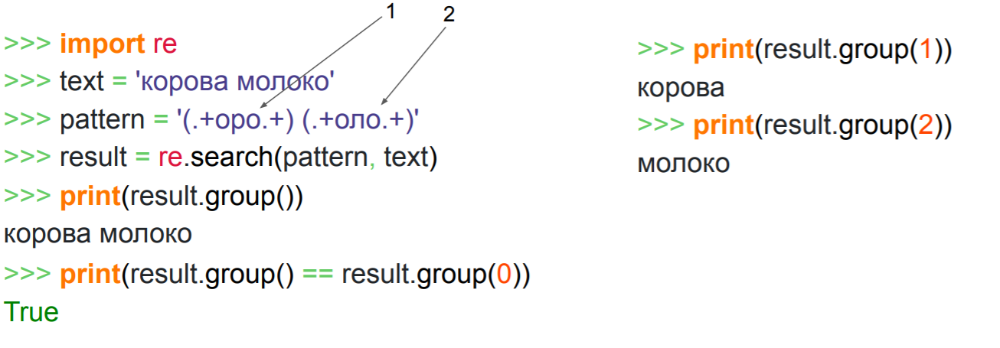 1
2
>>> import re
>>> text = 'корова молоко'
>>> pattern = '(.+оро.+) (.+оло.+)'
>>> result = re.search(pattern, text)
>>> print(result.group())
корова молоко
>>> print(result.group() == result.group(0))
True
>>> print(result.group(1))
корова
>>> print(result.group(2))
молоко